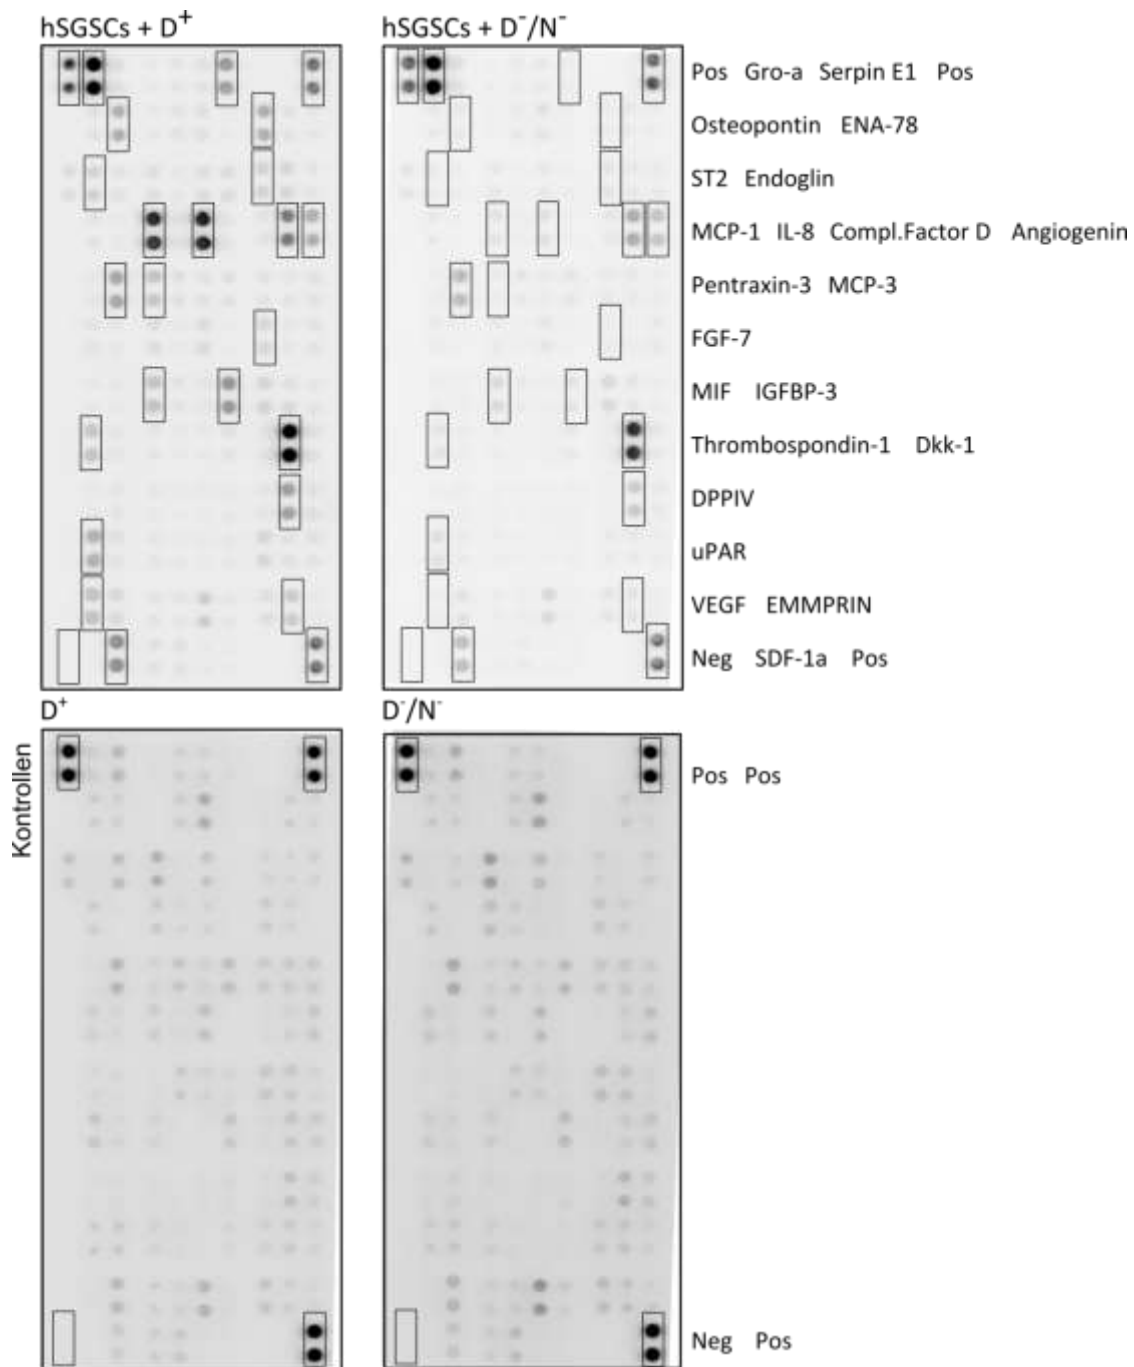 hSGSCs + D⁺ hSGSCs + D⁻/N⁻
Pos Gro-a Serpin E1 Pos
Osteopontin ENA-78
ST2 Endoglin
MCP-1 IL-8 Compl.Factor D Angiogenin
Pentraxin-3 MCP-3
FGF-7
MIF IGFBP-3
Thrombospondin-1 Dkk-1
DPPIV
uPAR
VEGF EMMPRIN
Neg SDF-1a Pos
D⁺ D⁻/N⁻
Kontrollen
Pos Pos
Neg Pos